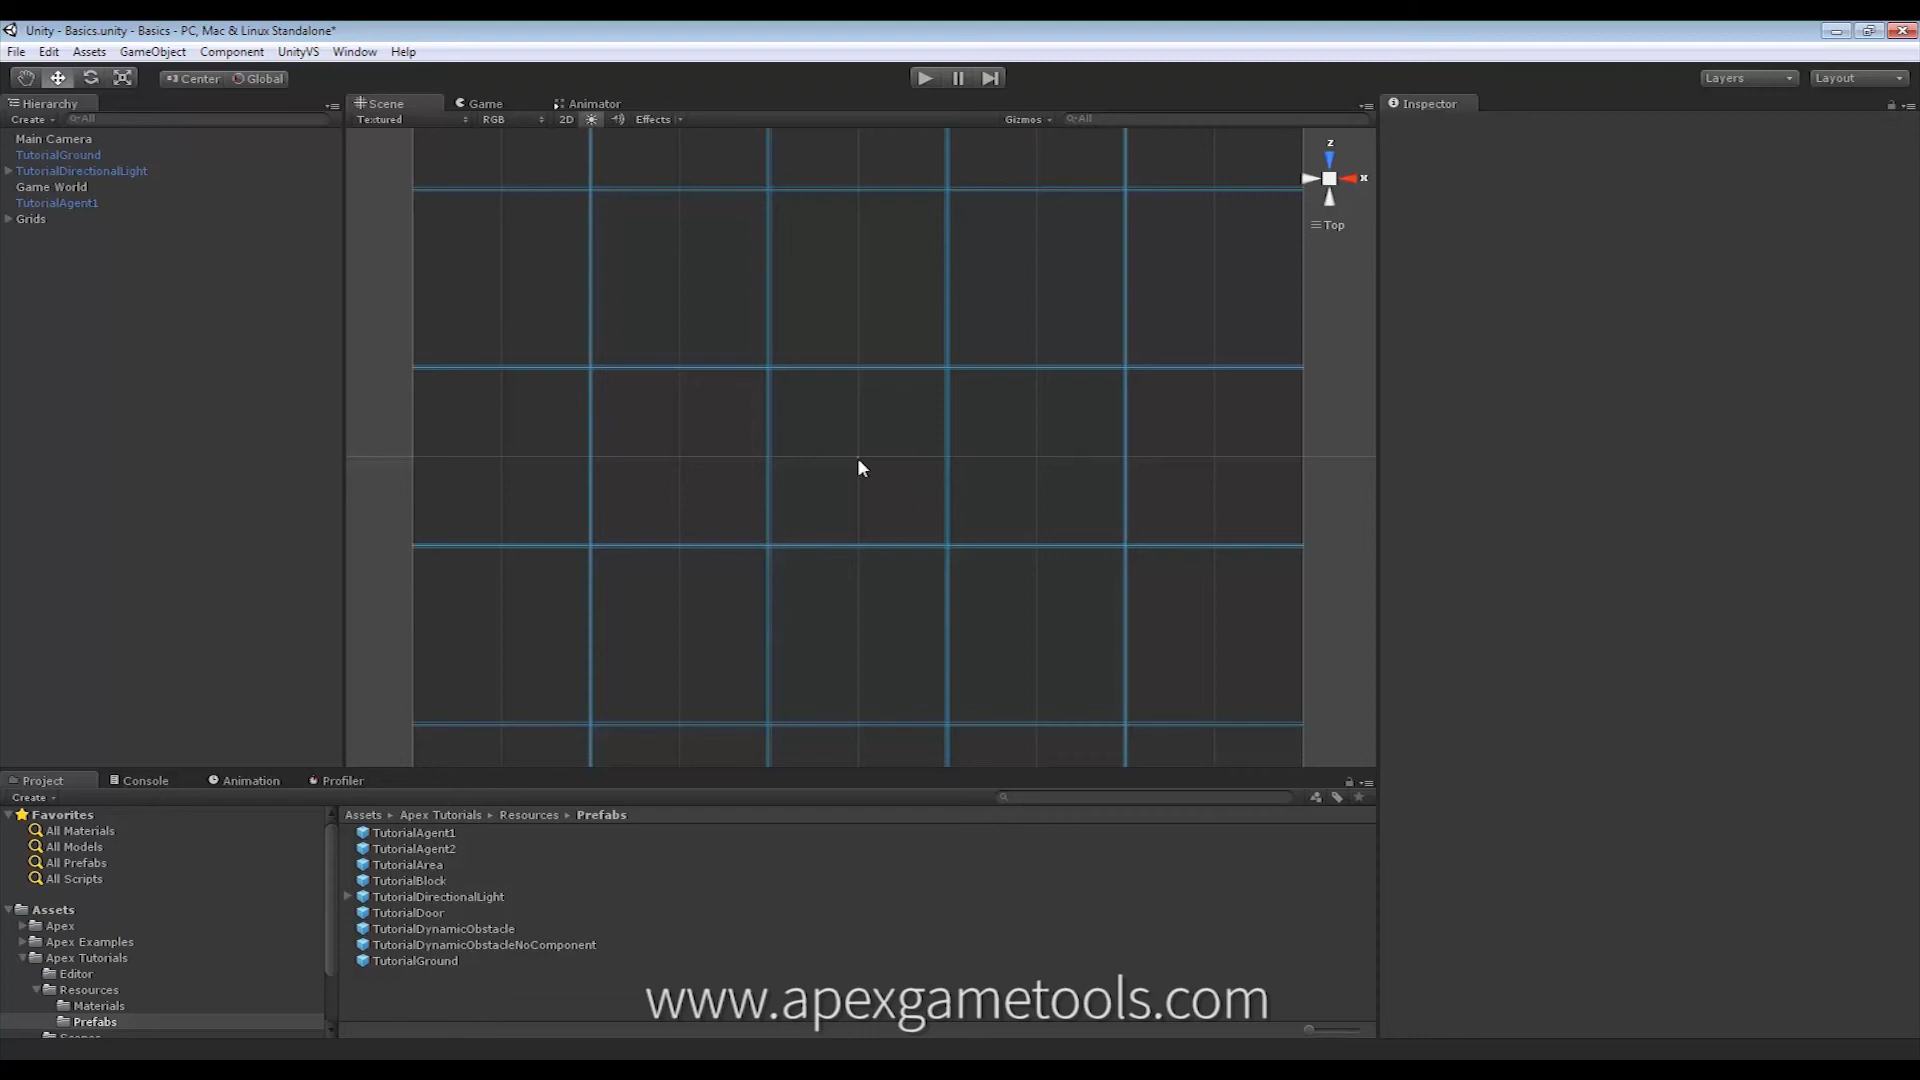 Unity - Basics.unity - Basics - PC, Mac & Linux Standalone*
File Edit Assets GameObject Component UnityVS Window Help
Center Global Layers Layout
Hierarchy Scene Game Animator Inspector
Create All Textured RGB 2D Effects Gizmos All
Main Camera
TutorialGround
TutorialDirectionalLight
Game World
TutorialAgent1
Grids
z
x
Top
Project Console Animation Profiler
Create
Favorites
All Materials
All Models
All Prefabs
All Scripts
Assets
Apex
Apex Examples
Apex Tutorials
Editor
Resources
Materials
Prefabs
Assets Apex Tutorials Resources Prefabs
TutorialAgent1
TutorialAgent2
TutorialArea
TutorialBlock
TutorialDirectionalLight
TutorialDoor
TutorialDynamicObstacle
TutorialDynamicObstacleNoComponent
TutorialGround
www.apexgametools.com